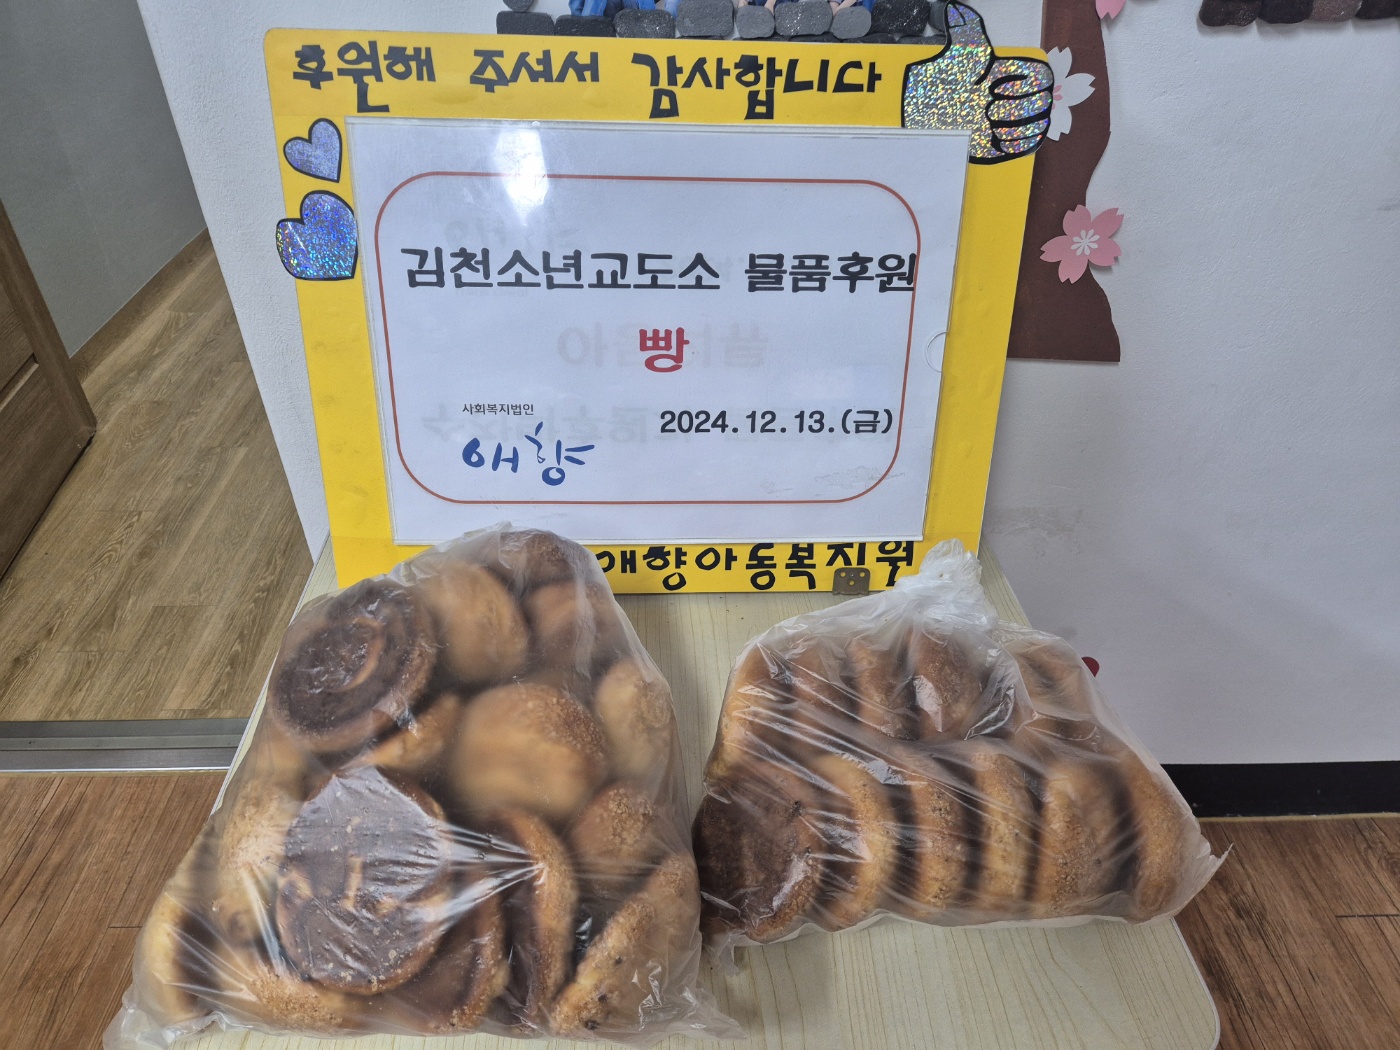 후원해 주셔서 감사합니다
김천소년교도소 물품후원
빵
사회복지법인
애향
2024.12.13.(금)
애향아동복지원